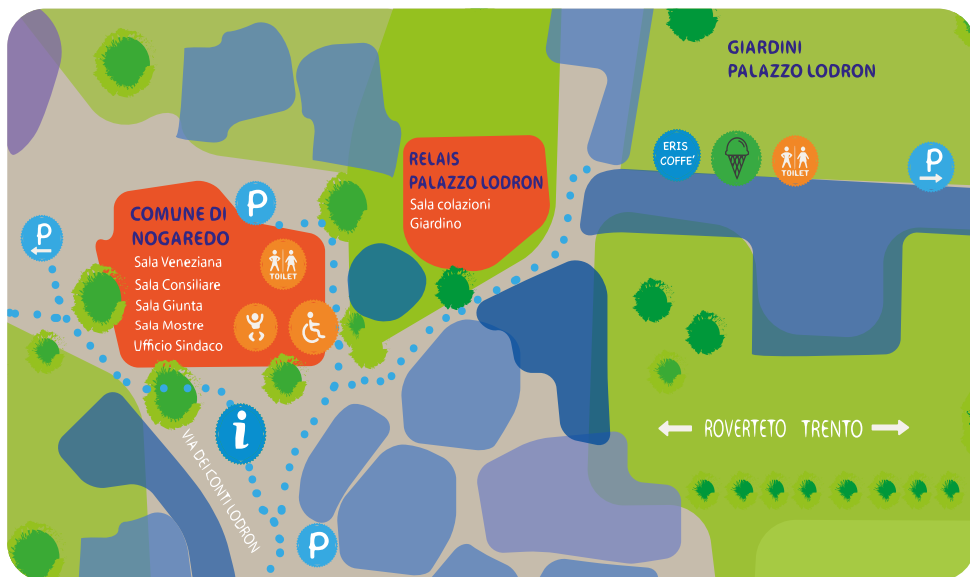 GIARDINI
PALAZZO LODRON
ERIS
COFFE'
TOILET
P
RELAIS
PALAZZO LODRON
Sala colazioni
Giardino
P
COMUNE DI
NOGAREDO
Sala Veneziana
Sala Consiliare
Sala Giunta
Sala Mostre
Ufficio Sindaco
TOILET
P
i
VIA DEI CONTI LODRON
P
ROVERTETO TRENTO